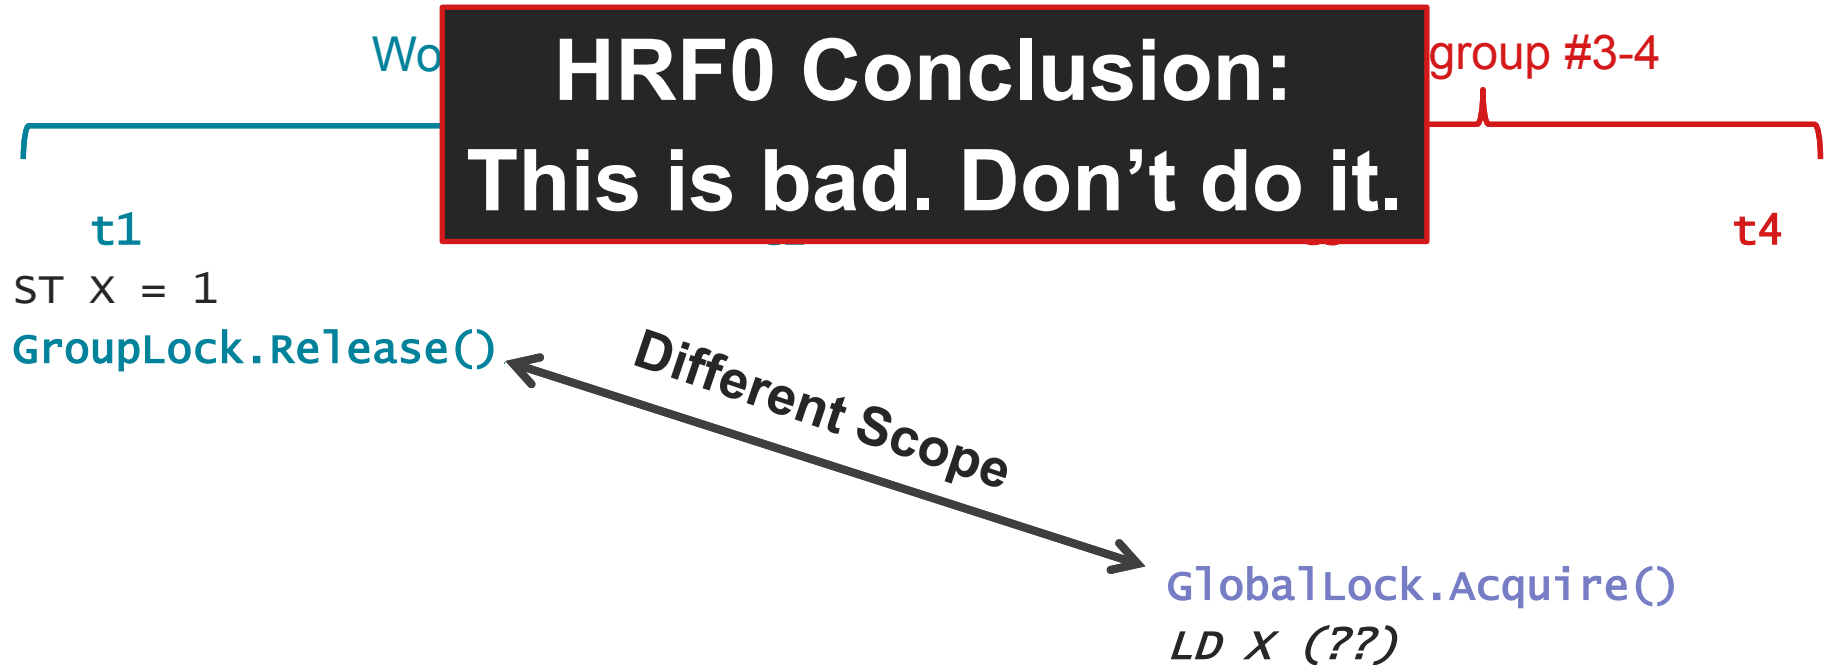 HRF0 Conclusion:
This is bad. Don't do it.
Wo
group #3-4
t1
t4
ST X = 1
GroupLock.Release()
Different Scope
GlobalLock.Acquire()
LD X (??)